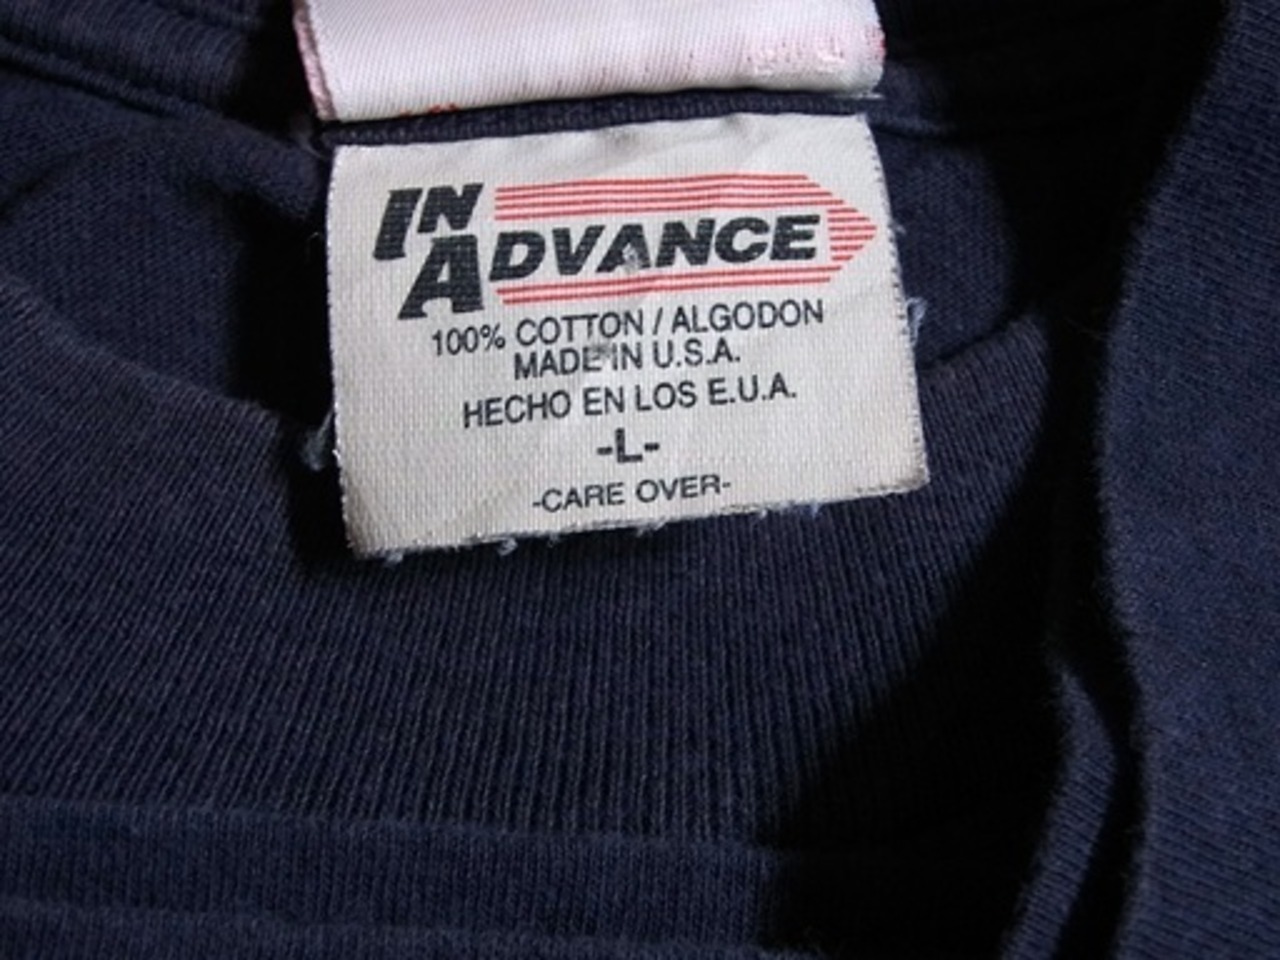 IN
ADVANCE
100% COTTON / ALGODON
MADE IN U.S.A.
HECHO EN LOS E.U.A.
-L-
-CARE OVER-